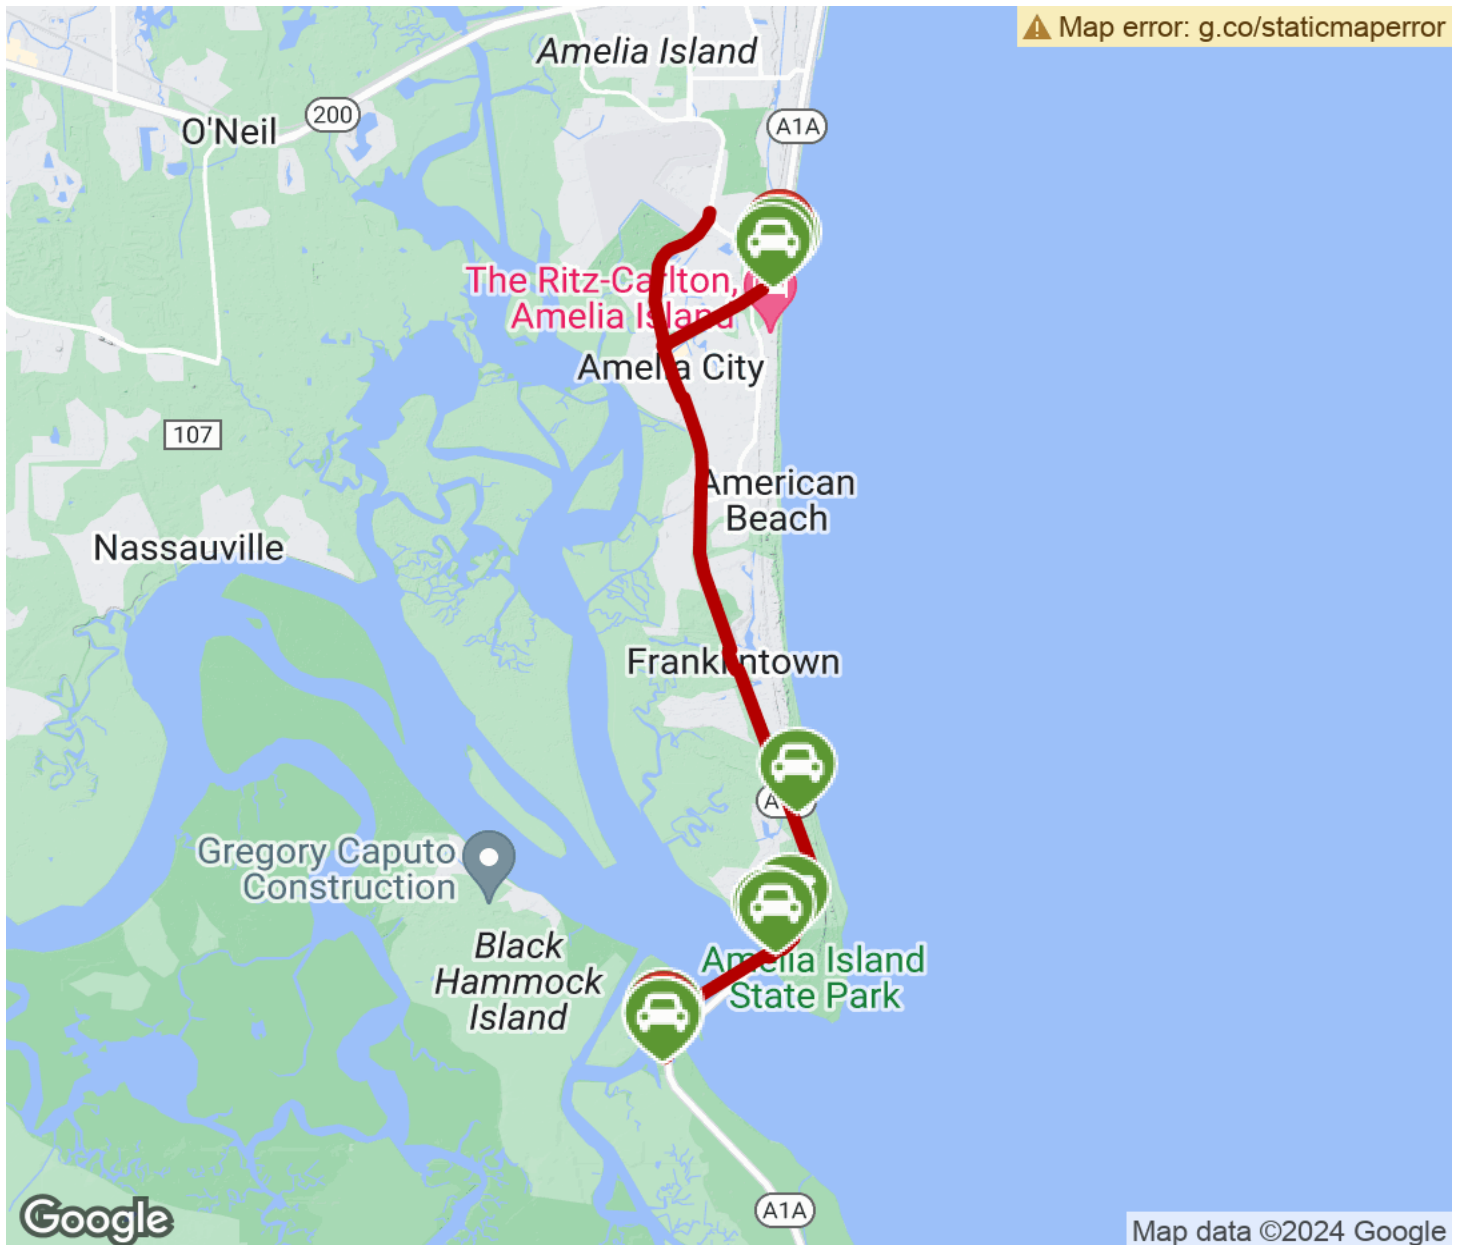 Map error: g.co/staticmaperror
Amelia Island
200
A1A
O'Neil
The Ritz-Carlton,
Amelia Island
Amelia City
107
American
Beach
Nassauville
Franklintown
Gregory Caputo
Construction
Black
Hammock
Island
Amelia Island
State Park
A1A
Google
Map data ©2024 Google